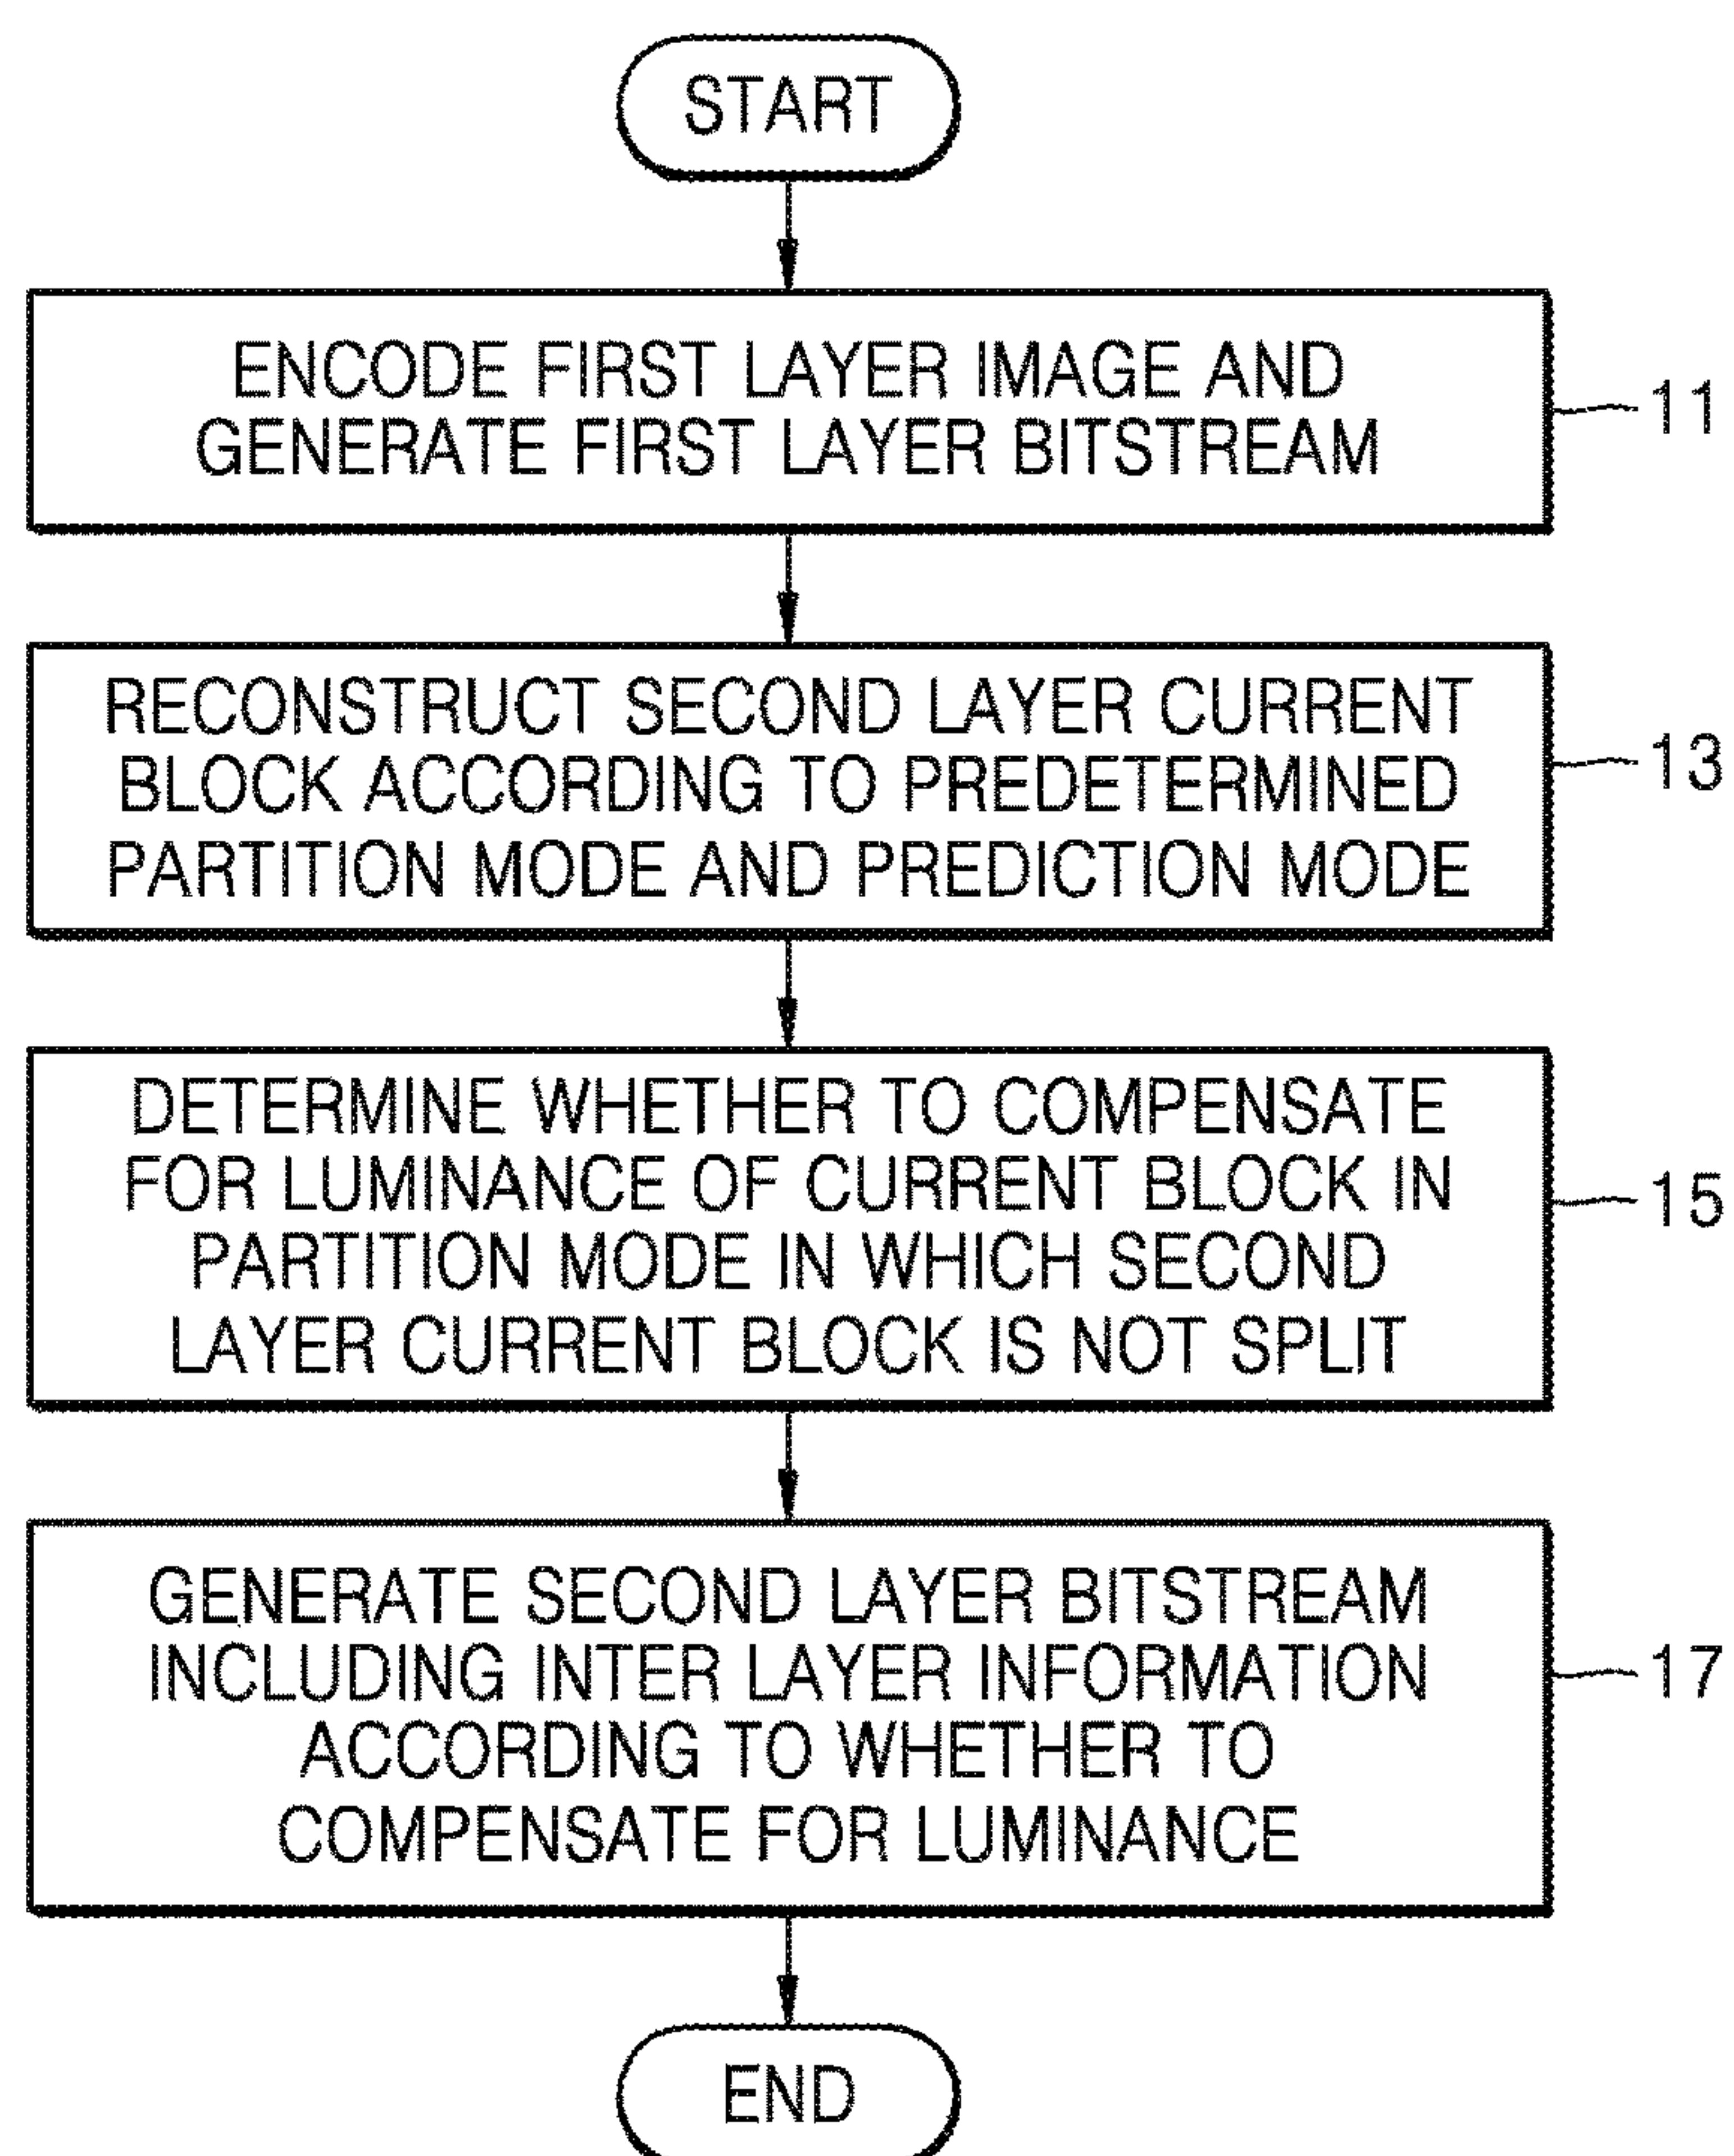 START
ENCODE FIRST LAYER IMAGE AND
GENERATE FIRST LAYER BITSTREAM
11
RECONSTRUCT SECOND LAYER CURRENT
BLOCK ACCORDING TO PREDETERMINED
PARTITION MODE AND PREDICTION MODE
13
DETERMINE WHETHER TO COMPENSATE
FOR LUMINANCE OF CURRENT BLOCK IN
PARTITION MODE IN WHICH SECOND
LAYER CURRENT BLOCK IS NOT SPLIT
15
GENERATE SECOND LAYER BITSTREAM
INCLUDING INTER LAYER INFORMATION
ACCORDING TO WHETHER TO
COMPENSATE FOR LUMINANCE
17
END